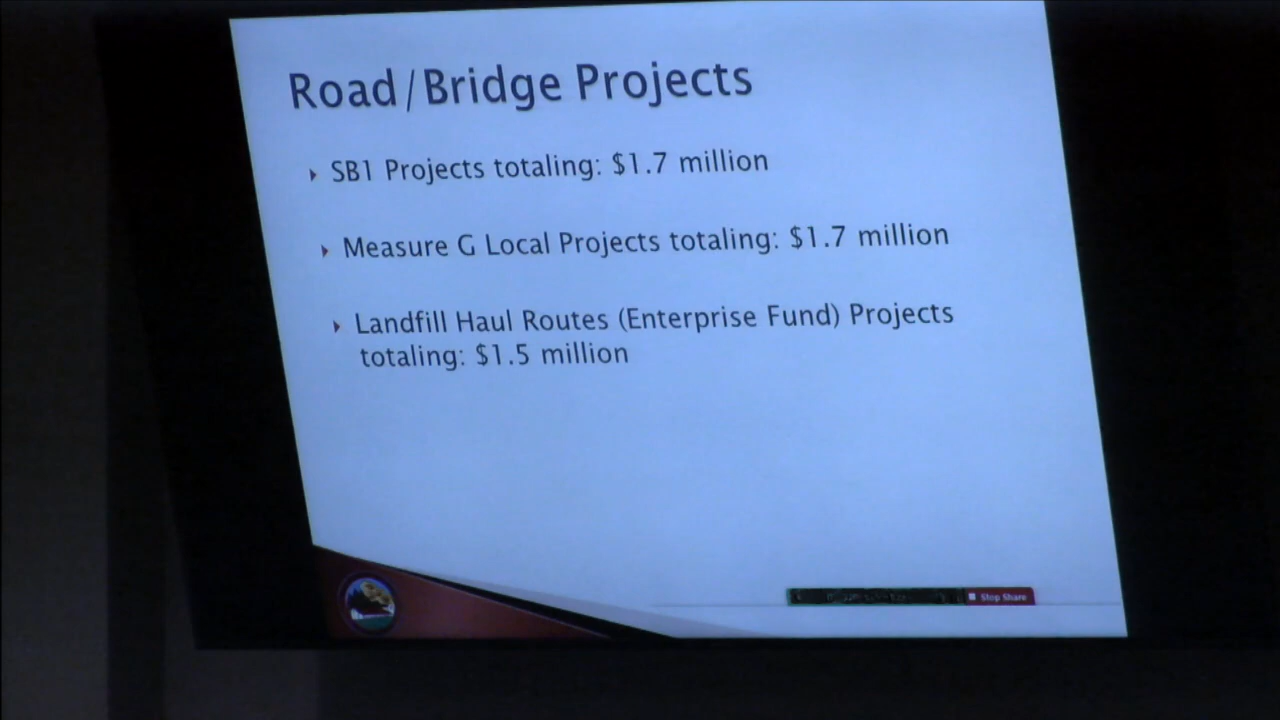 Road/Bridge Projects
SB1 Projects totaling: $1.7 million
Measure G Local Projects totaling: $1.7 million
Landfill Haul Routes (Enterprise Fund) Projects
totaling: $1.5 million
Stop Share